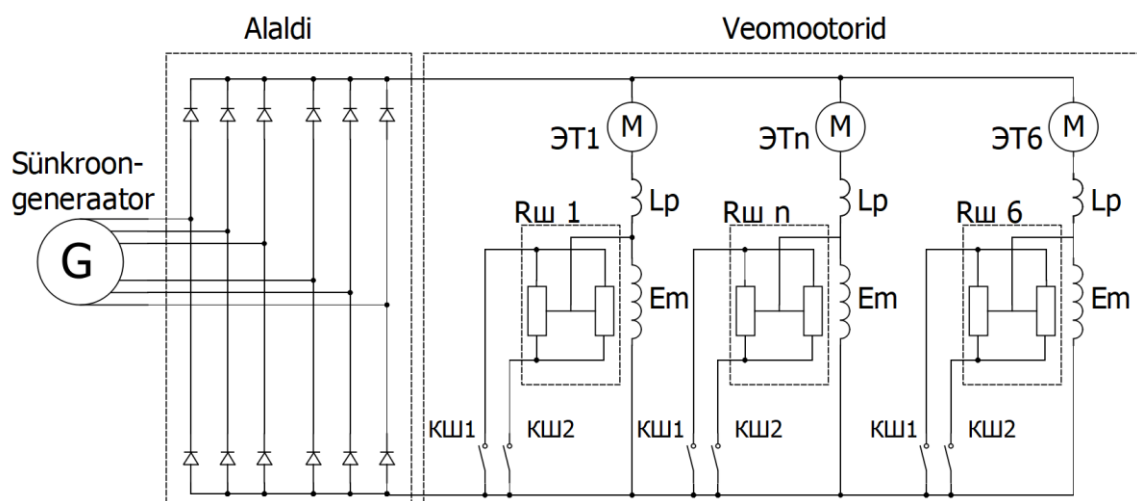 Alaldi
Veomootorid
Sünkroon-
generaator
G
M
ЭТ1
Lp
Rш 1
Em
КШ1
КШ2
M
ЭТn
Lp
Rш n
Em
КШ1
КШ2
M
ЭТ6
Lp
Rш 6
Em
КШ1
КШ2